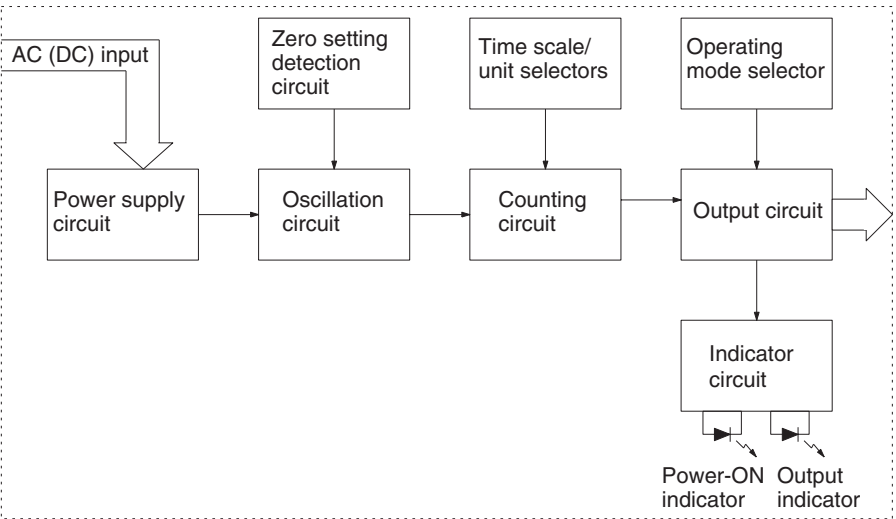 AC (DC) input
Zero setting
detection
circuit
Time scale/
unit selectors
Operating
mode selector
Power supply
circuit
Oscillation
circuit
Counting
circuit
Output circuit
Indicator
circuit
Power-ON
indicator
Output
indicator